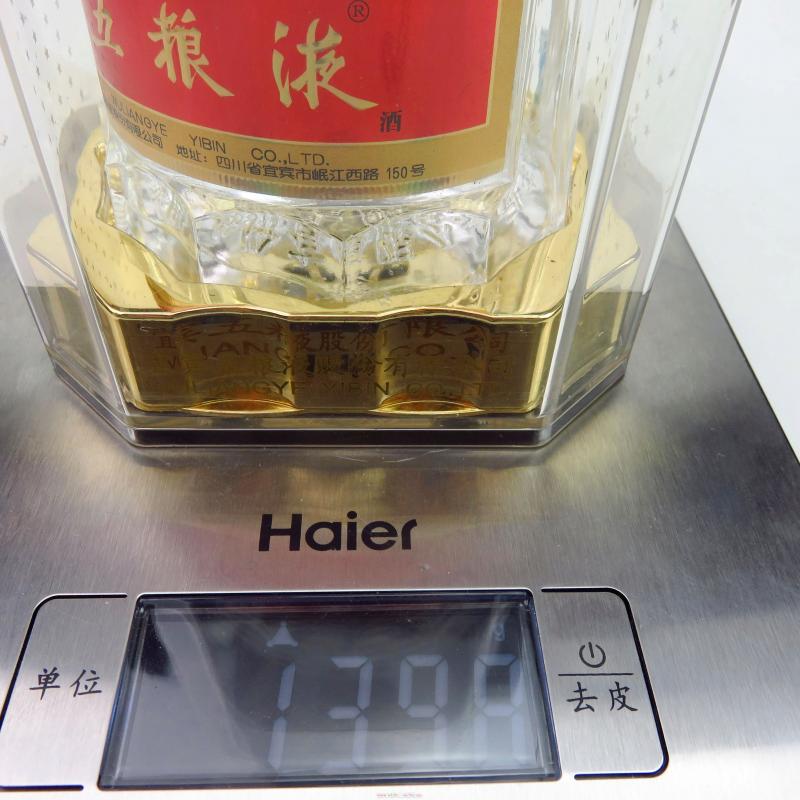 五粮液®
酒
WULIANGYE YIBIN CO.,LTD.
地址：四川省宜宾市岷江西路 150号
Haier
单位
1398
g
去皮